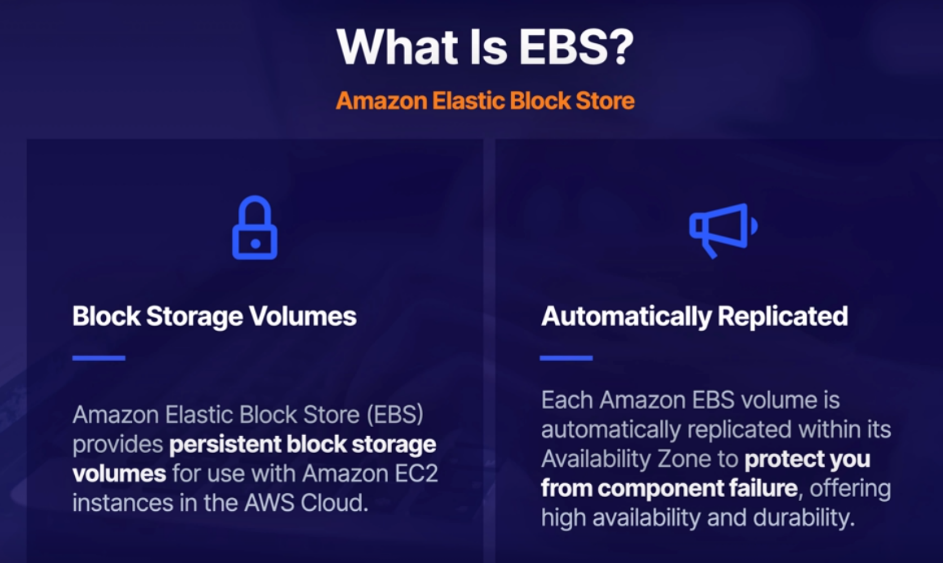 What Is EBS?
Amazon Elastic Block Store
Block Storage Volumes
Amazon Elastic Block Store (EBS)
provides persistent block storage
volumes for use with Amazon EC2
instances in the AWS Cloud.
Automatically Replicated
Each Amazon EBS volume is
automatically replicated within its
Availability Zone to protect you
from component failure, offering
high availability and durability.